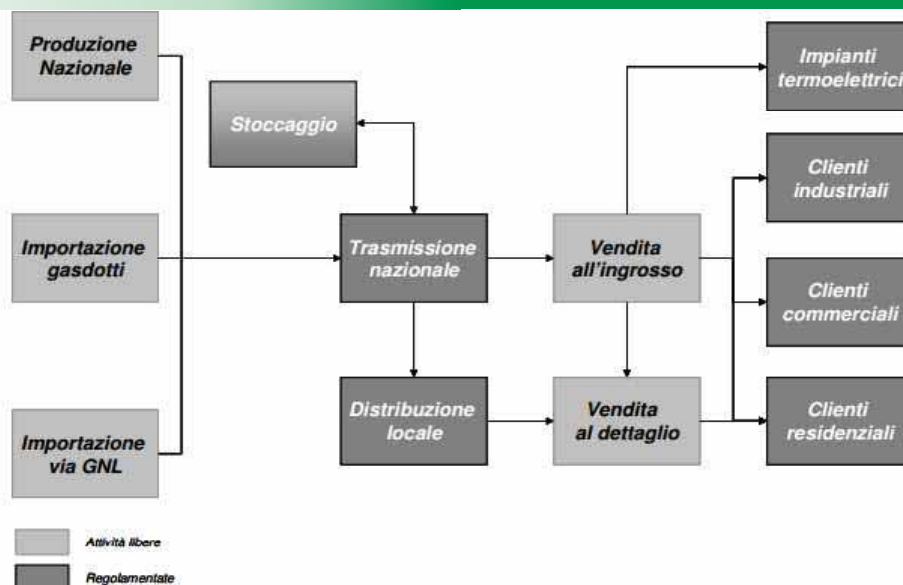 Produzione
Nazionale
Impianti
termoelettrici
Stoccaggio
Clienti
industriali
Importazione
gasdotti
Trasmissione
nazionale
Vendita
all'ingrosso
Clienti
commerciali
Importazione
via GNL
Distribuzione
locale
Vendita
al dettaglio
Clienti
residenziali
Attività libere
Regolamentate